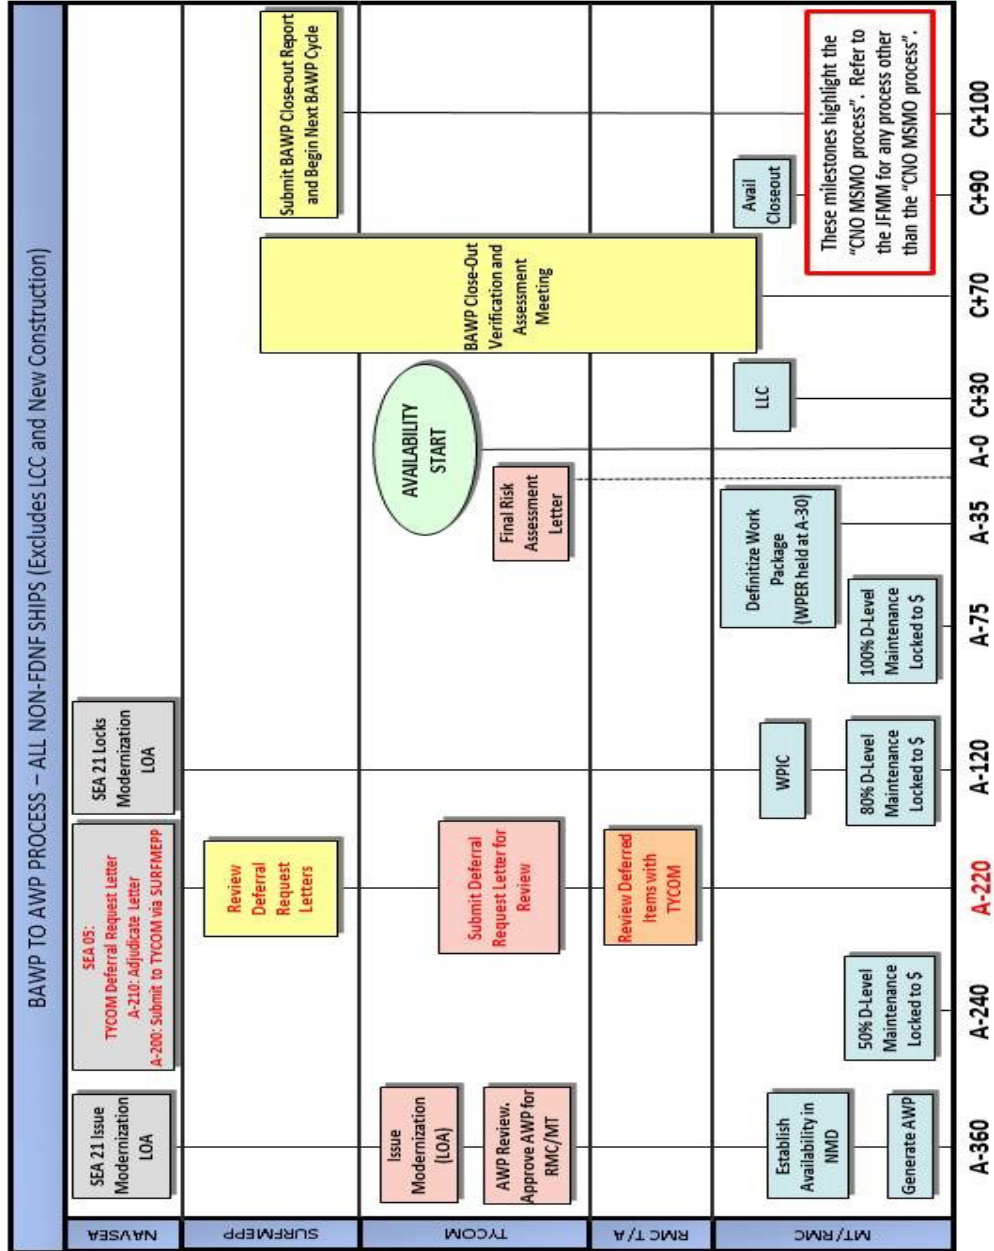 BAWP TO AWP PROCESS – ALL NON-FDNF SHIPS (Excludes LCC and New Construction)
NAVSEA
SEA 21 Issue
Modernization
LOA
SEA 05:
TYCOM Deferral Request Letter
A-210: Adjudicate Letter
A-200: Submit to TYCOM via SURFMEPP
SEA 21 Locks
Modernization
LOA
SURFMEPP
Review
Deferral
Request
Letters
Submit BAWP Close-out Report
and Begin Next BAWP Cycle
TYCOM
Issue
Modernization
(LOA)
AWP Review.
Approve AWP for
RMC/MT
Submit Deferral
Request Letter for
Review
Final Risk
Assessment
Letter
AVAILABILITY
START
BAWP Close-Out
Verification and
Assessment
Meeting
RMC T/A
Review Deferred
Items with
TYCOM
MT/RMC
Establish
Availability in
NMD
Generate AWP
50% D-Level
Maintenance
Locked to $
WPIC
80% D-Level
Maintenance
Locked to $
Definitize Work
Package
(WPER held at A-30)
100% D-Level
Maintenance
Locked to $
LLC
Avail
Closeout
These milestones highlight the
“CNO MSMO process”. Refer to
the JFMM for any process other
than the “CNO MSMO process”.
A-360
A-240
A-220
A-120
A-75
A-35
A-0
C+30
C+70
C+90
C+100